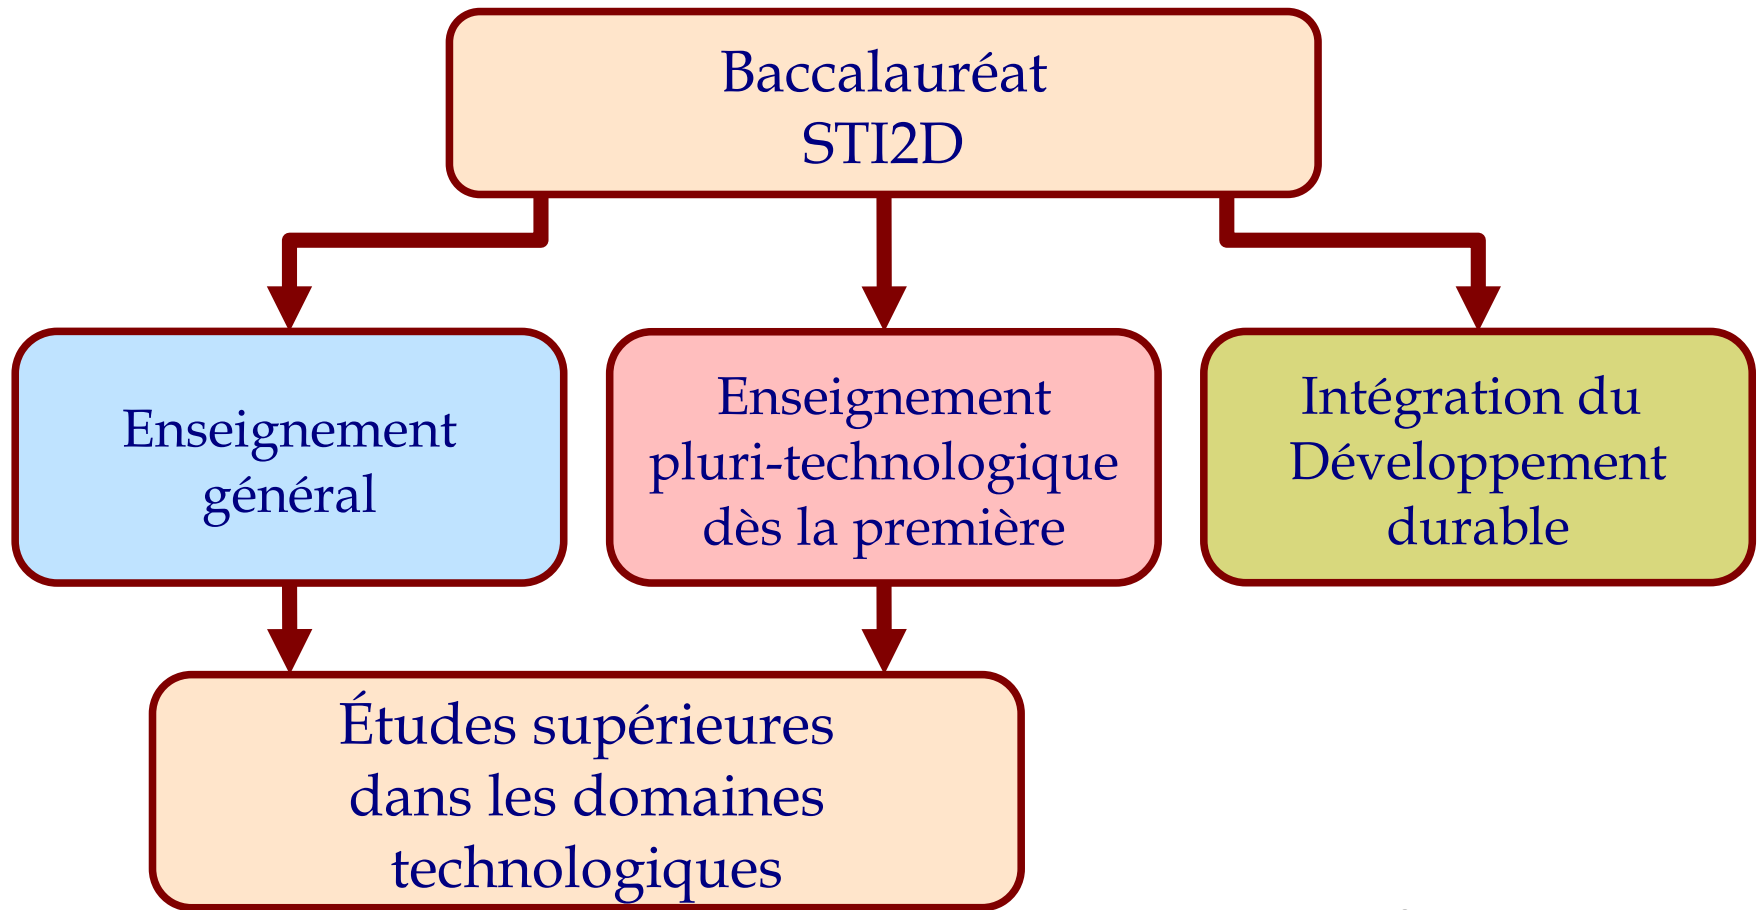 Baccalauréat
STI2D
Enseignement
général
Enseignement
pluri-technologique
dès la première
Intégration du
Développement
durable
Études supérieures
dans les domaines
technologiques